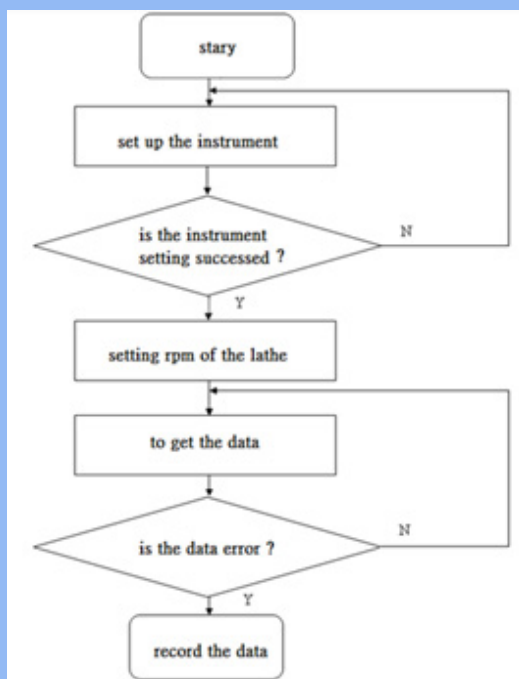 stary
set up the instrument
is the instrument
setting successed ?
N
Y
setting rpm of the lathe
to get the data
is the data error ?
N
Y
record the data